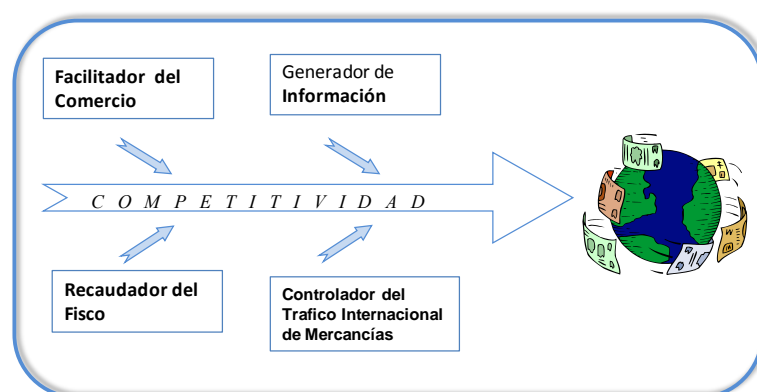 Facilitador del
Comercio
Generador de
Información
C O M P E T I T I V I D A D
Recaudador del
Fisco
Controlador del
Trafico Internacional
de Mercancías